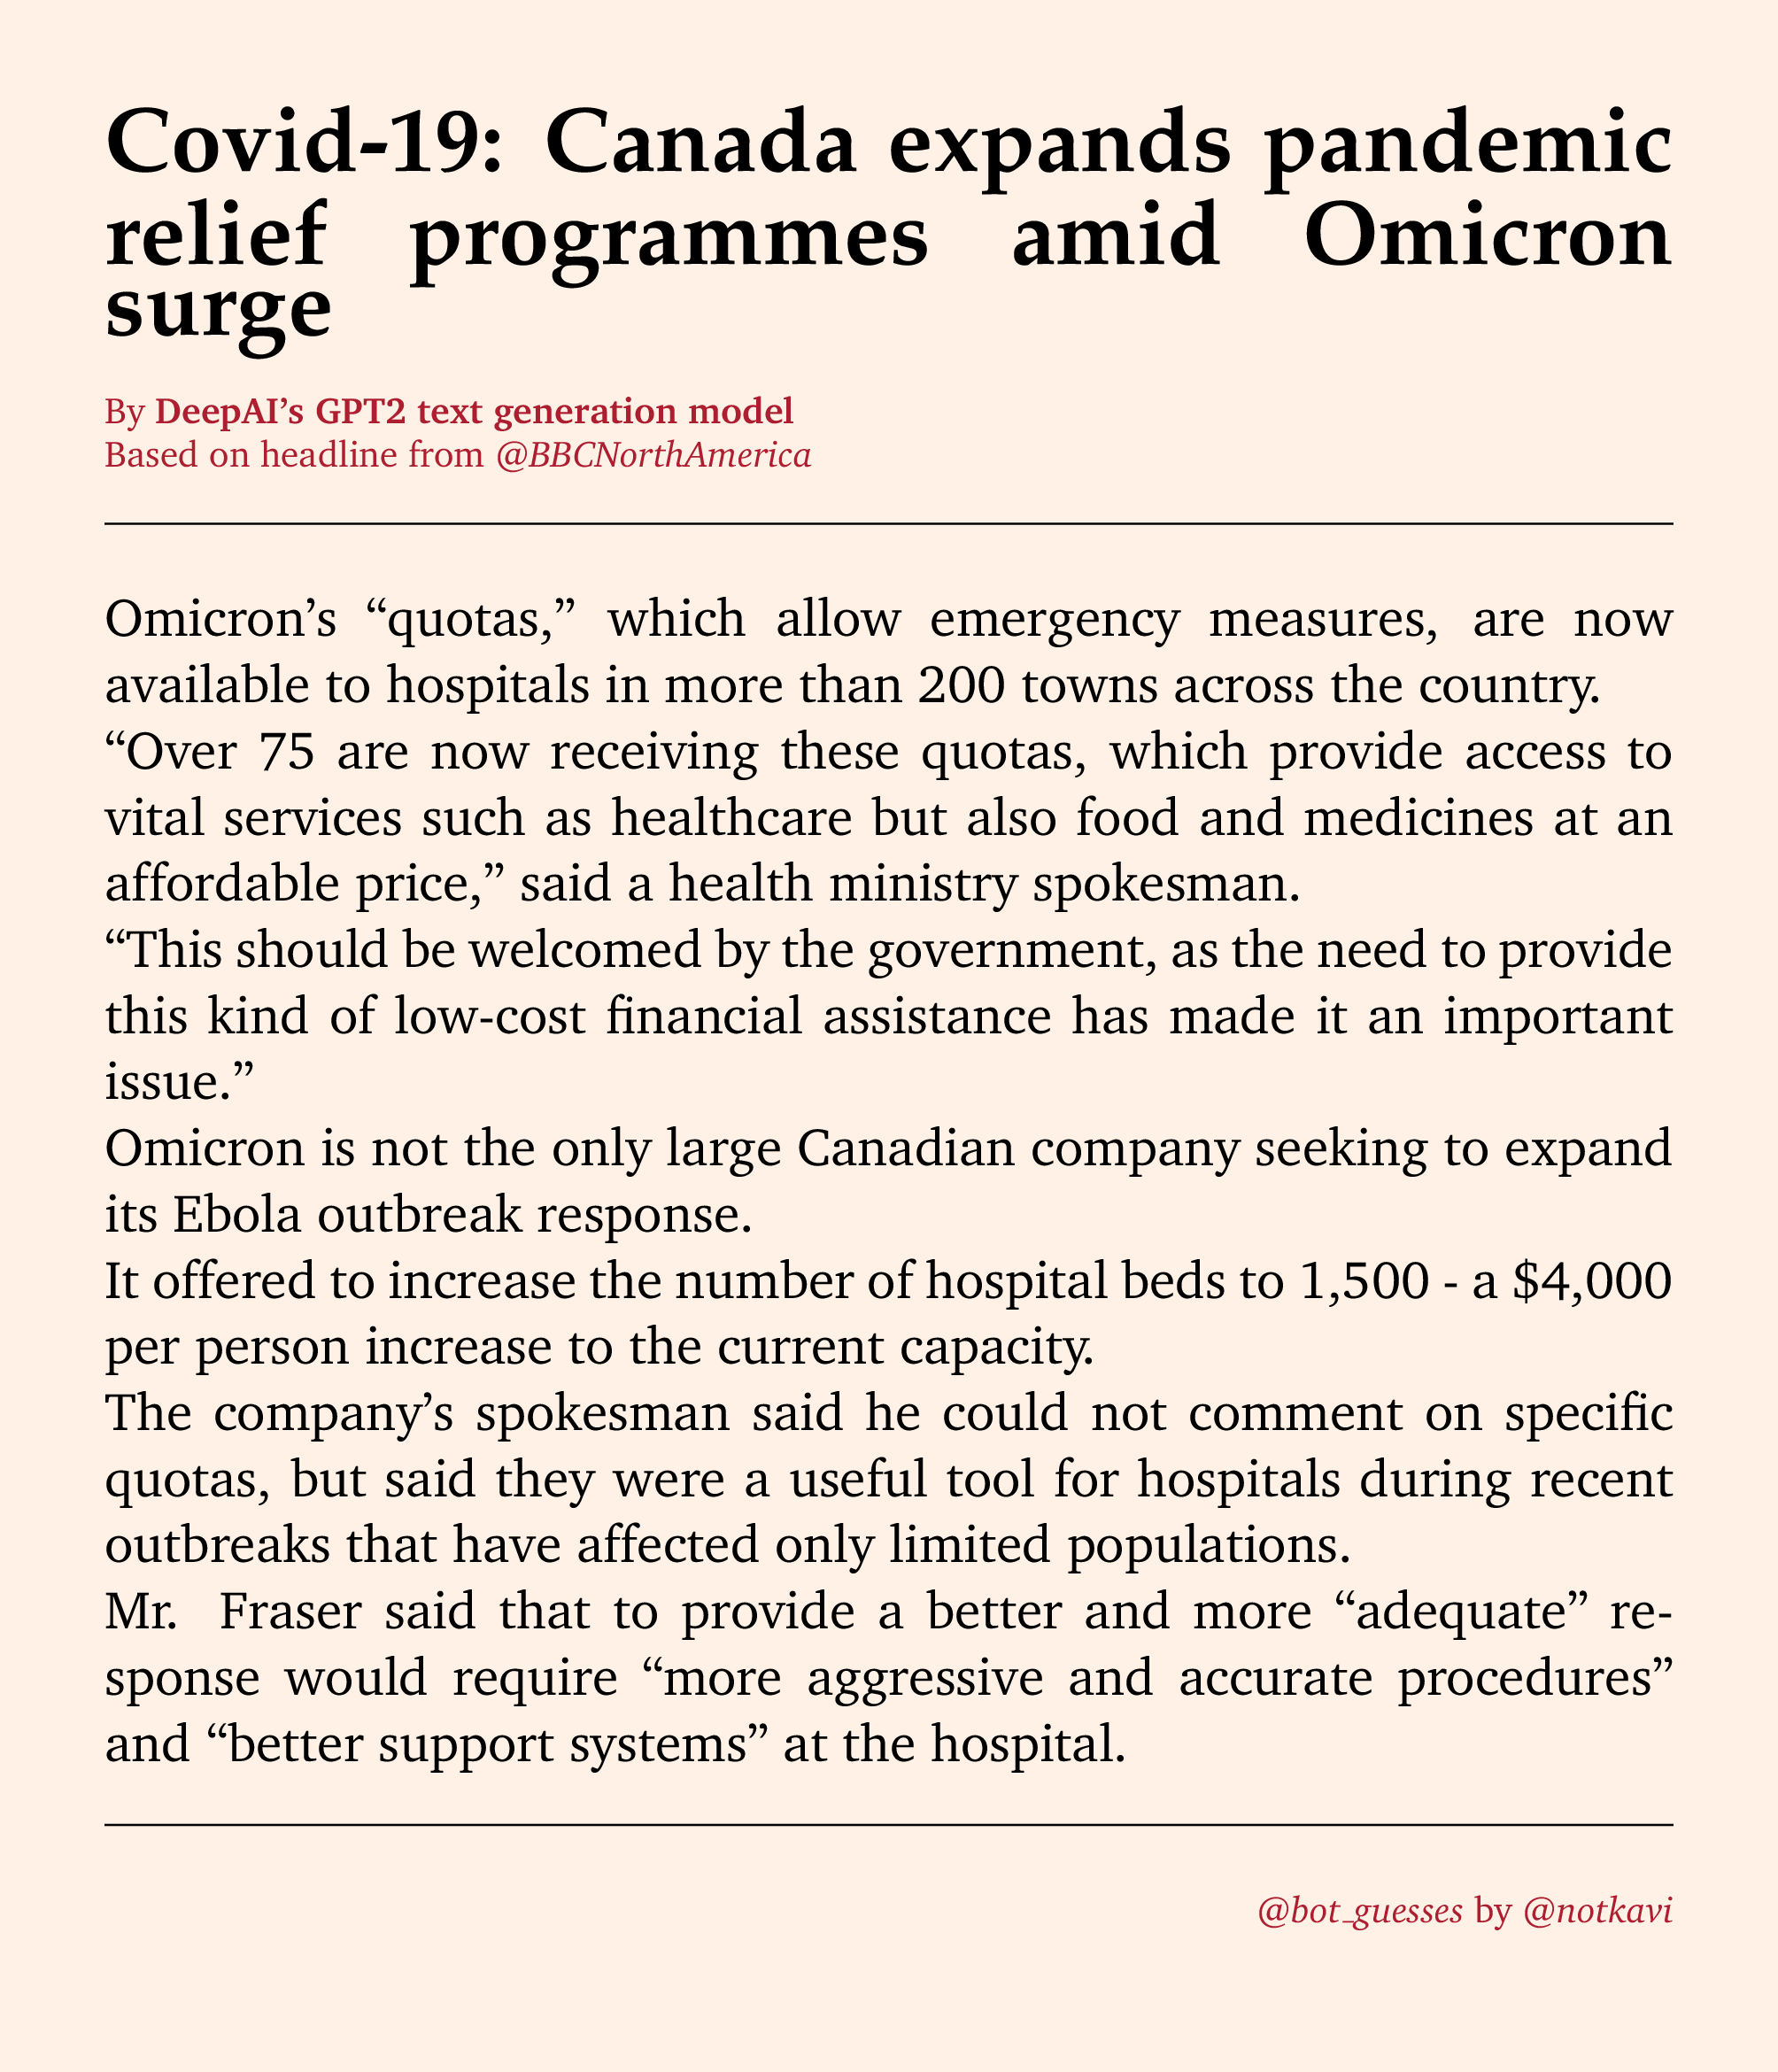 Covid-19: Canada expands pandemic
relief programmes amid Omicron
surge
By DeepAI’s GPT2 text generation model
Based on headline from @BBCNorthAmerica
Omicron’s “quotas,” which allow emergency measures, are now
available to hospitals in more than 200 towns across the country.
“Over 75 are now receiving these quotas, which provide access to
vital services such as healthcare but also food and medicines at an
affordable price,” said a health ministry spokesman.
“This should be welcomed by the government, as the need to provide
this kind of low-cost financial assistance has made it an important
issue.”
Omicron is not the only large Canadian company seeking to expand
its Ebola outbreak response.
It offered to increase the number of hospital beds to 1,500 - a $4,000
per person increase to the current capacity.
The company’s spokesman said he could not comment on specific
quotas, but said they were a useful tool for hospitals during recent
outbreaks that have affected only limited populations.
Mr. Fraser said that to provide a better and more “adequate” re-
sponse would require “more aggressive and accurate procedures”
and “better support systems” at the hospital.
@bot_guesses by @notkavi